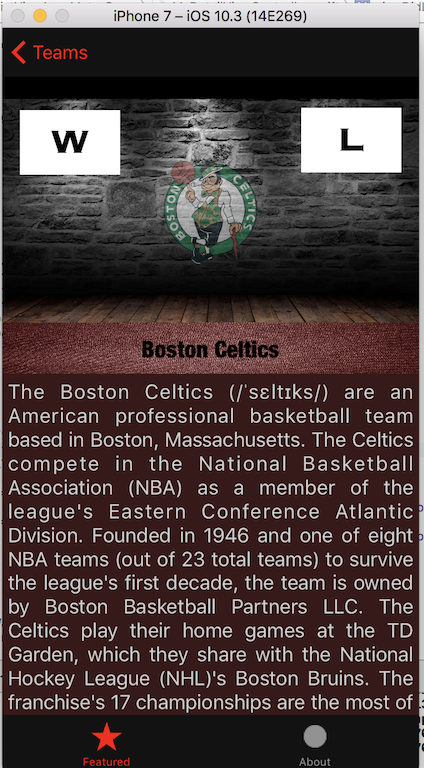 iPhone 7 – iOS 10.3 (14E269)
Teams
W
L
BOSTON CELTICS
Boston Celtics
The Boston Celtics (/ˈsɛltɪks/) are an
American professional basketball team
based in Boston, Massachusetts. The Celtics
compete in the National Basketball
Association (NBA) as a member of the
league's Eastern Conference Atlantic
Division. Founded in 1946 and one of eight
NBA teams (out of 23 total teams) to survive
the league's first decade, the team is owned
by Boston Basketball Partners LLC. The
Celtics play their home games at the TD
Garden, which they share with the National
Hockey League (NHL)'s Boston Bruins. The
franchise's 17 championships are the most of
Featured
About